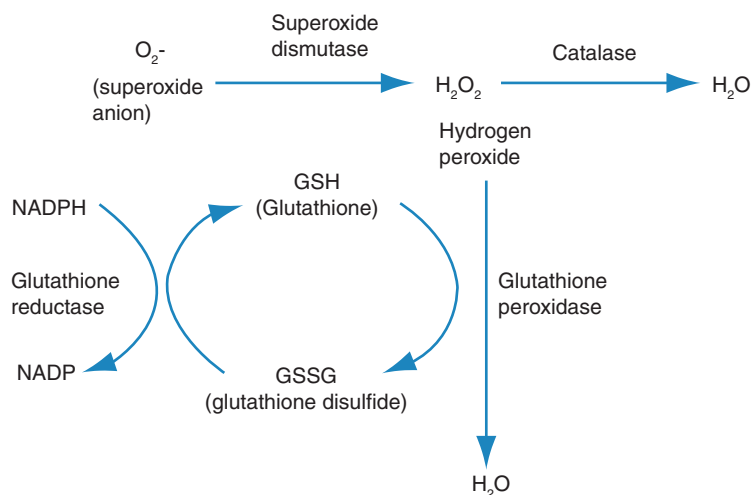 Superoxide
dismutase
O₂-
(superoxide
anion)
H₂O₂
Catalase
H₂O
Hydrogen
peroxide
GSH
(Glutathione)
NADPH
Glutathione
reductase
Glutathione
peroxidase
NADP
GSSG
(glutathione disulfide)
H₂O